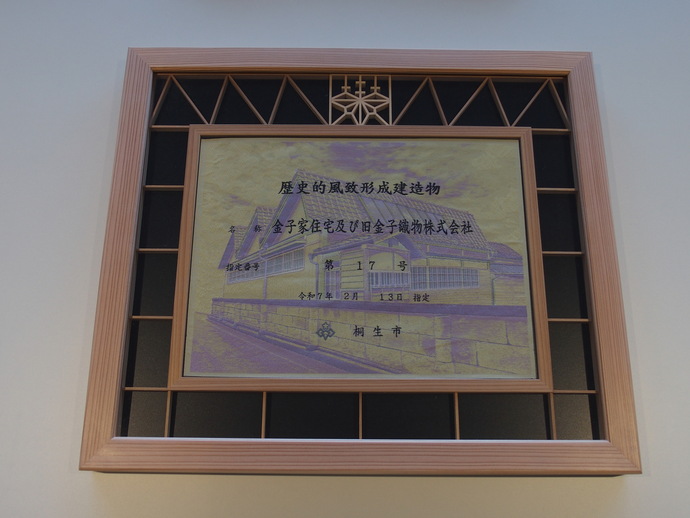 歴史的風致形成建造物
名 称 金子家住宅及び旧金子織物株式会社
指定番号 第 17 号
令和7年 2月 13日 指定
桐生市